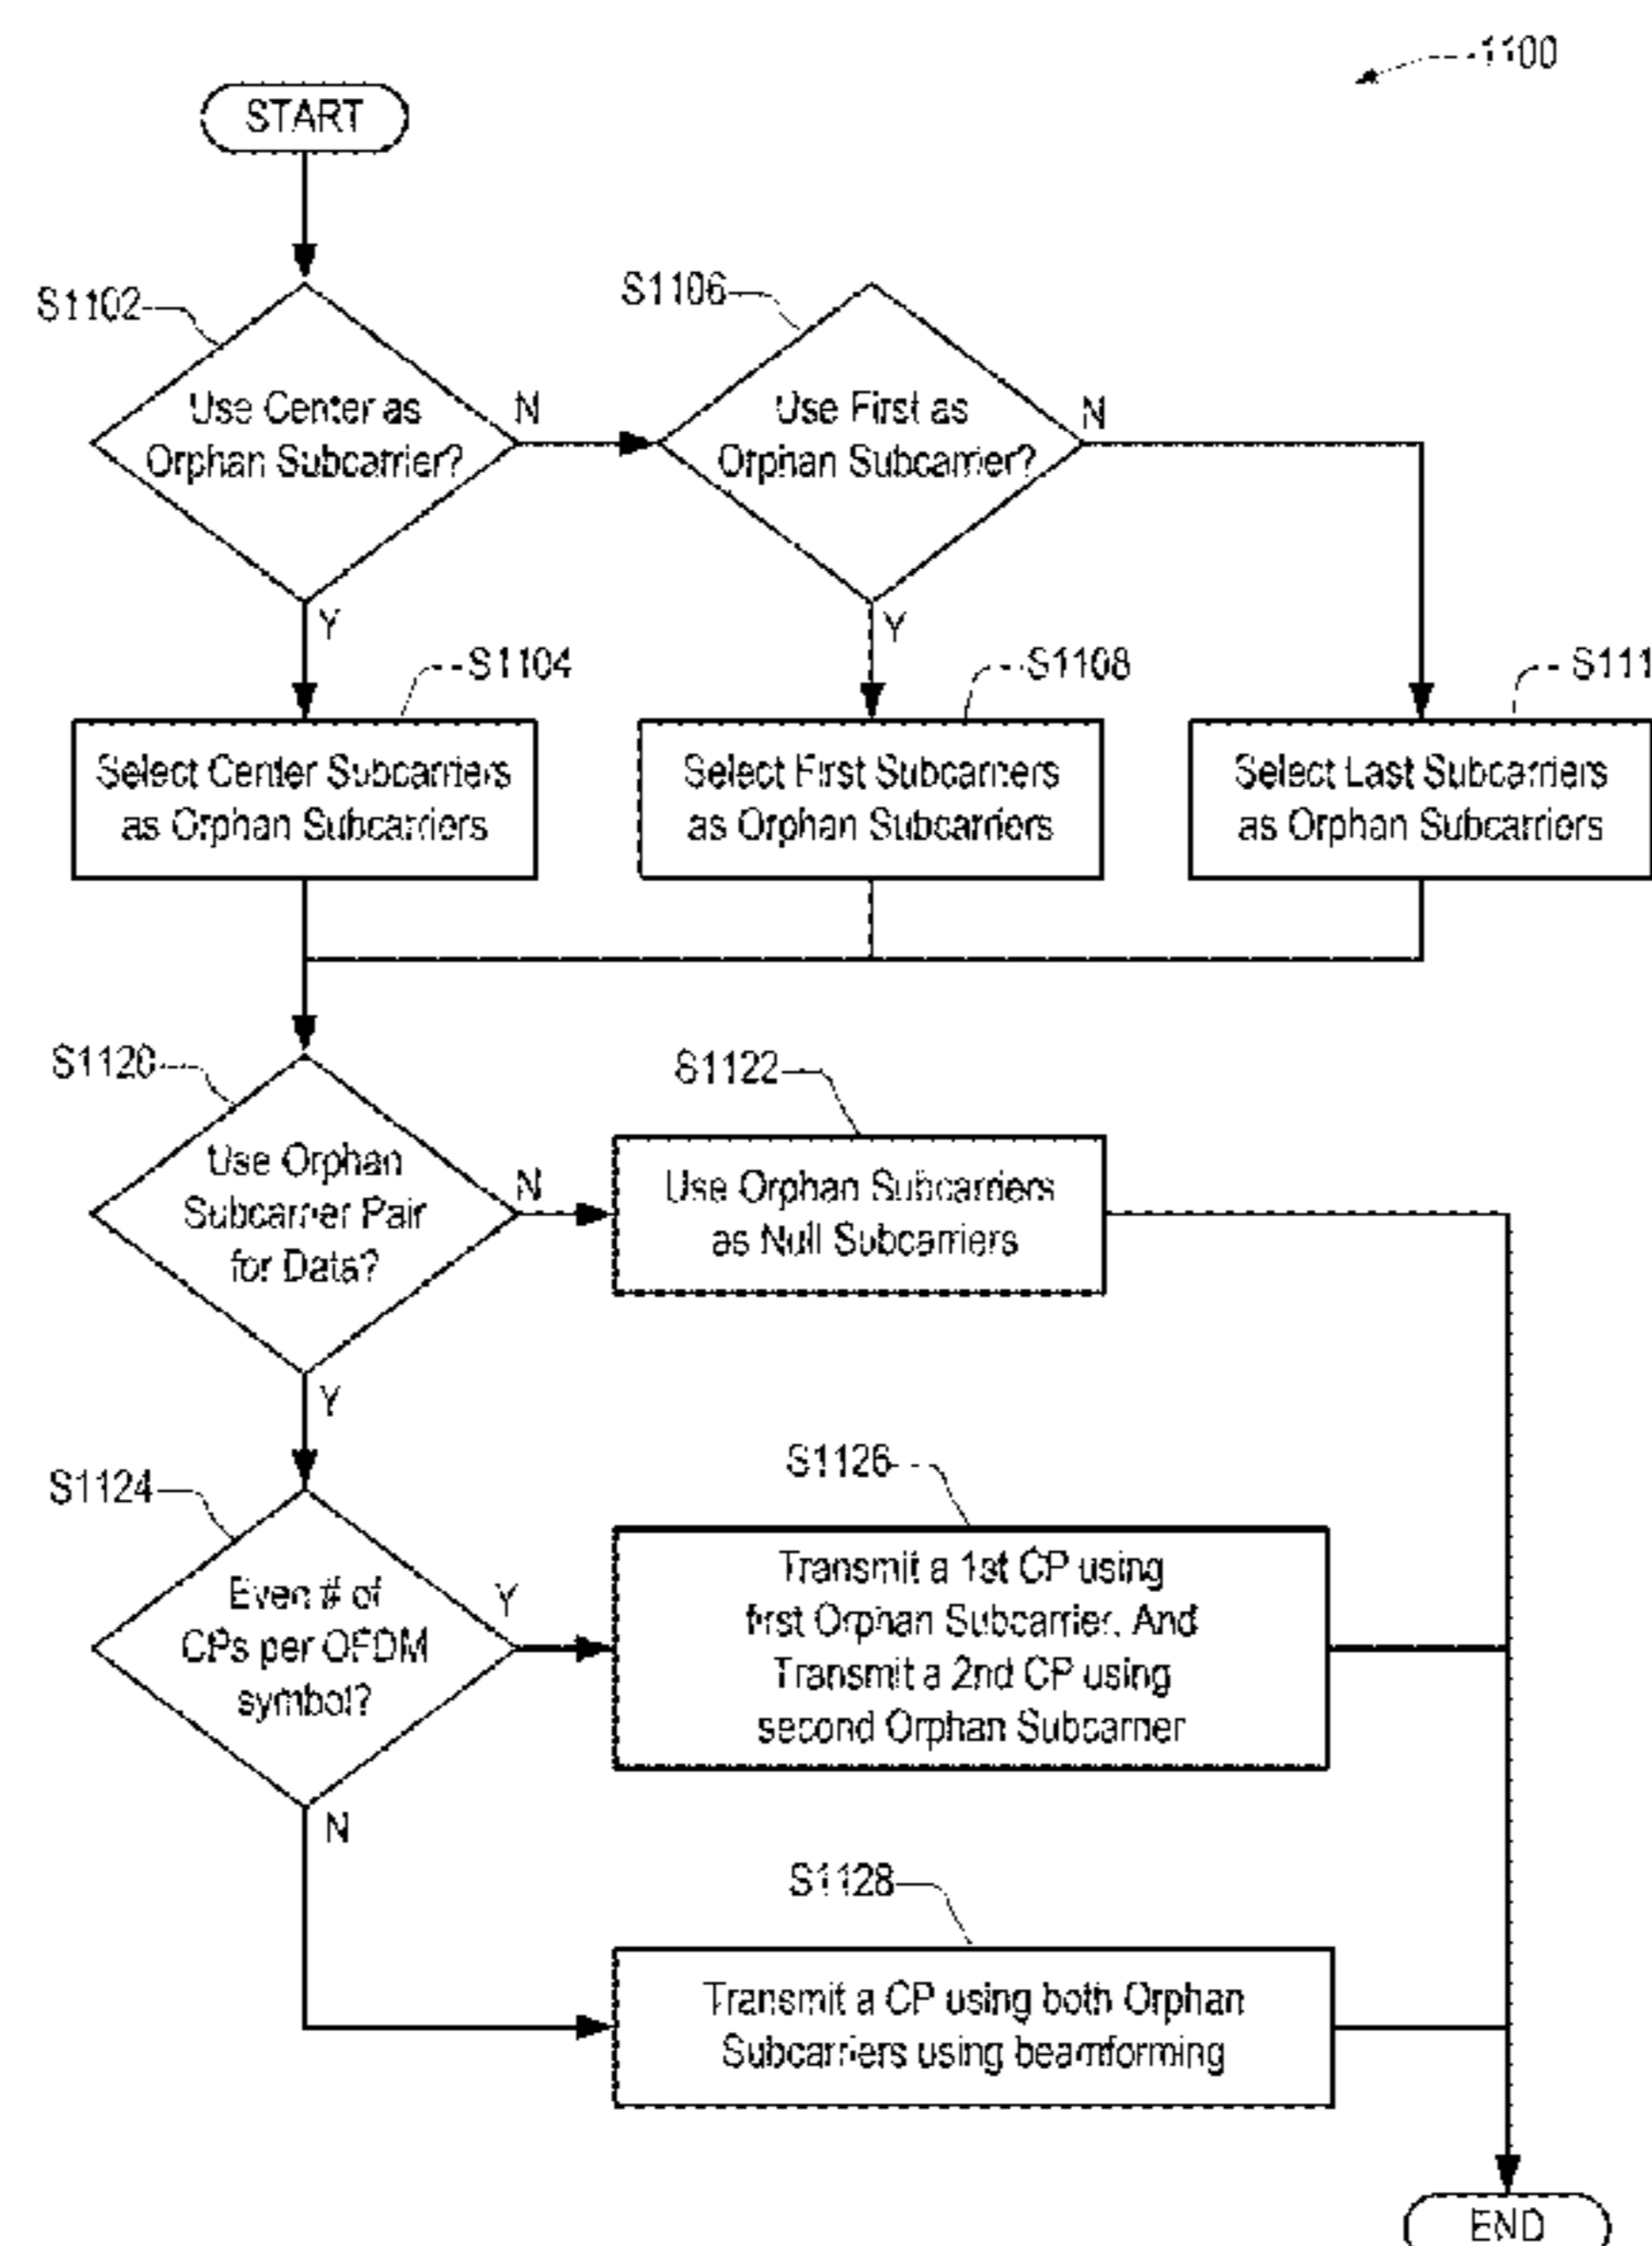 1100
START
S1102
S1106
Use Center as
Orphan Subcarrier?
N
Use First as
Orphan Subcarrier?
N
Y
Y
S1104
S1108
S111
Select Center Subcarriers
as Orphan Subcarriers
Select First Subcarriers
as Orphan Subcarriers
Select Last Subcarriers
as Orphan Subcarriers
S1120
S1122
Use Orphan
Subcarrier Pair
for Data?
N
Use Orphan Subcarriers
as Null Subcarriers
Y
S1124
S1126
Even # of
CPs per OFDM
symbol?
Y
Transmit a 1st CP using
first Orphan Subcarrier, And
Transmit a 2nd CP using
second Orphan Subcarrier
N
S1128
Transmit a CP using both Orphan
Subcarriers using beamforming
END